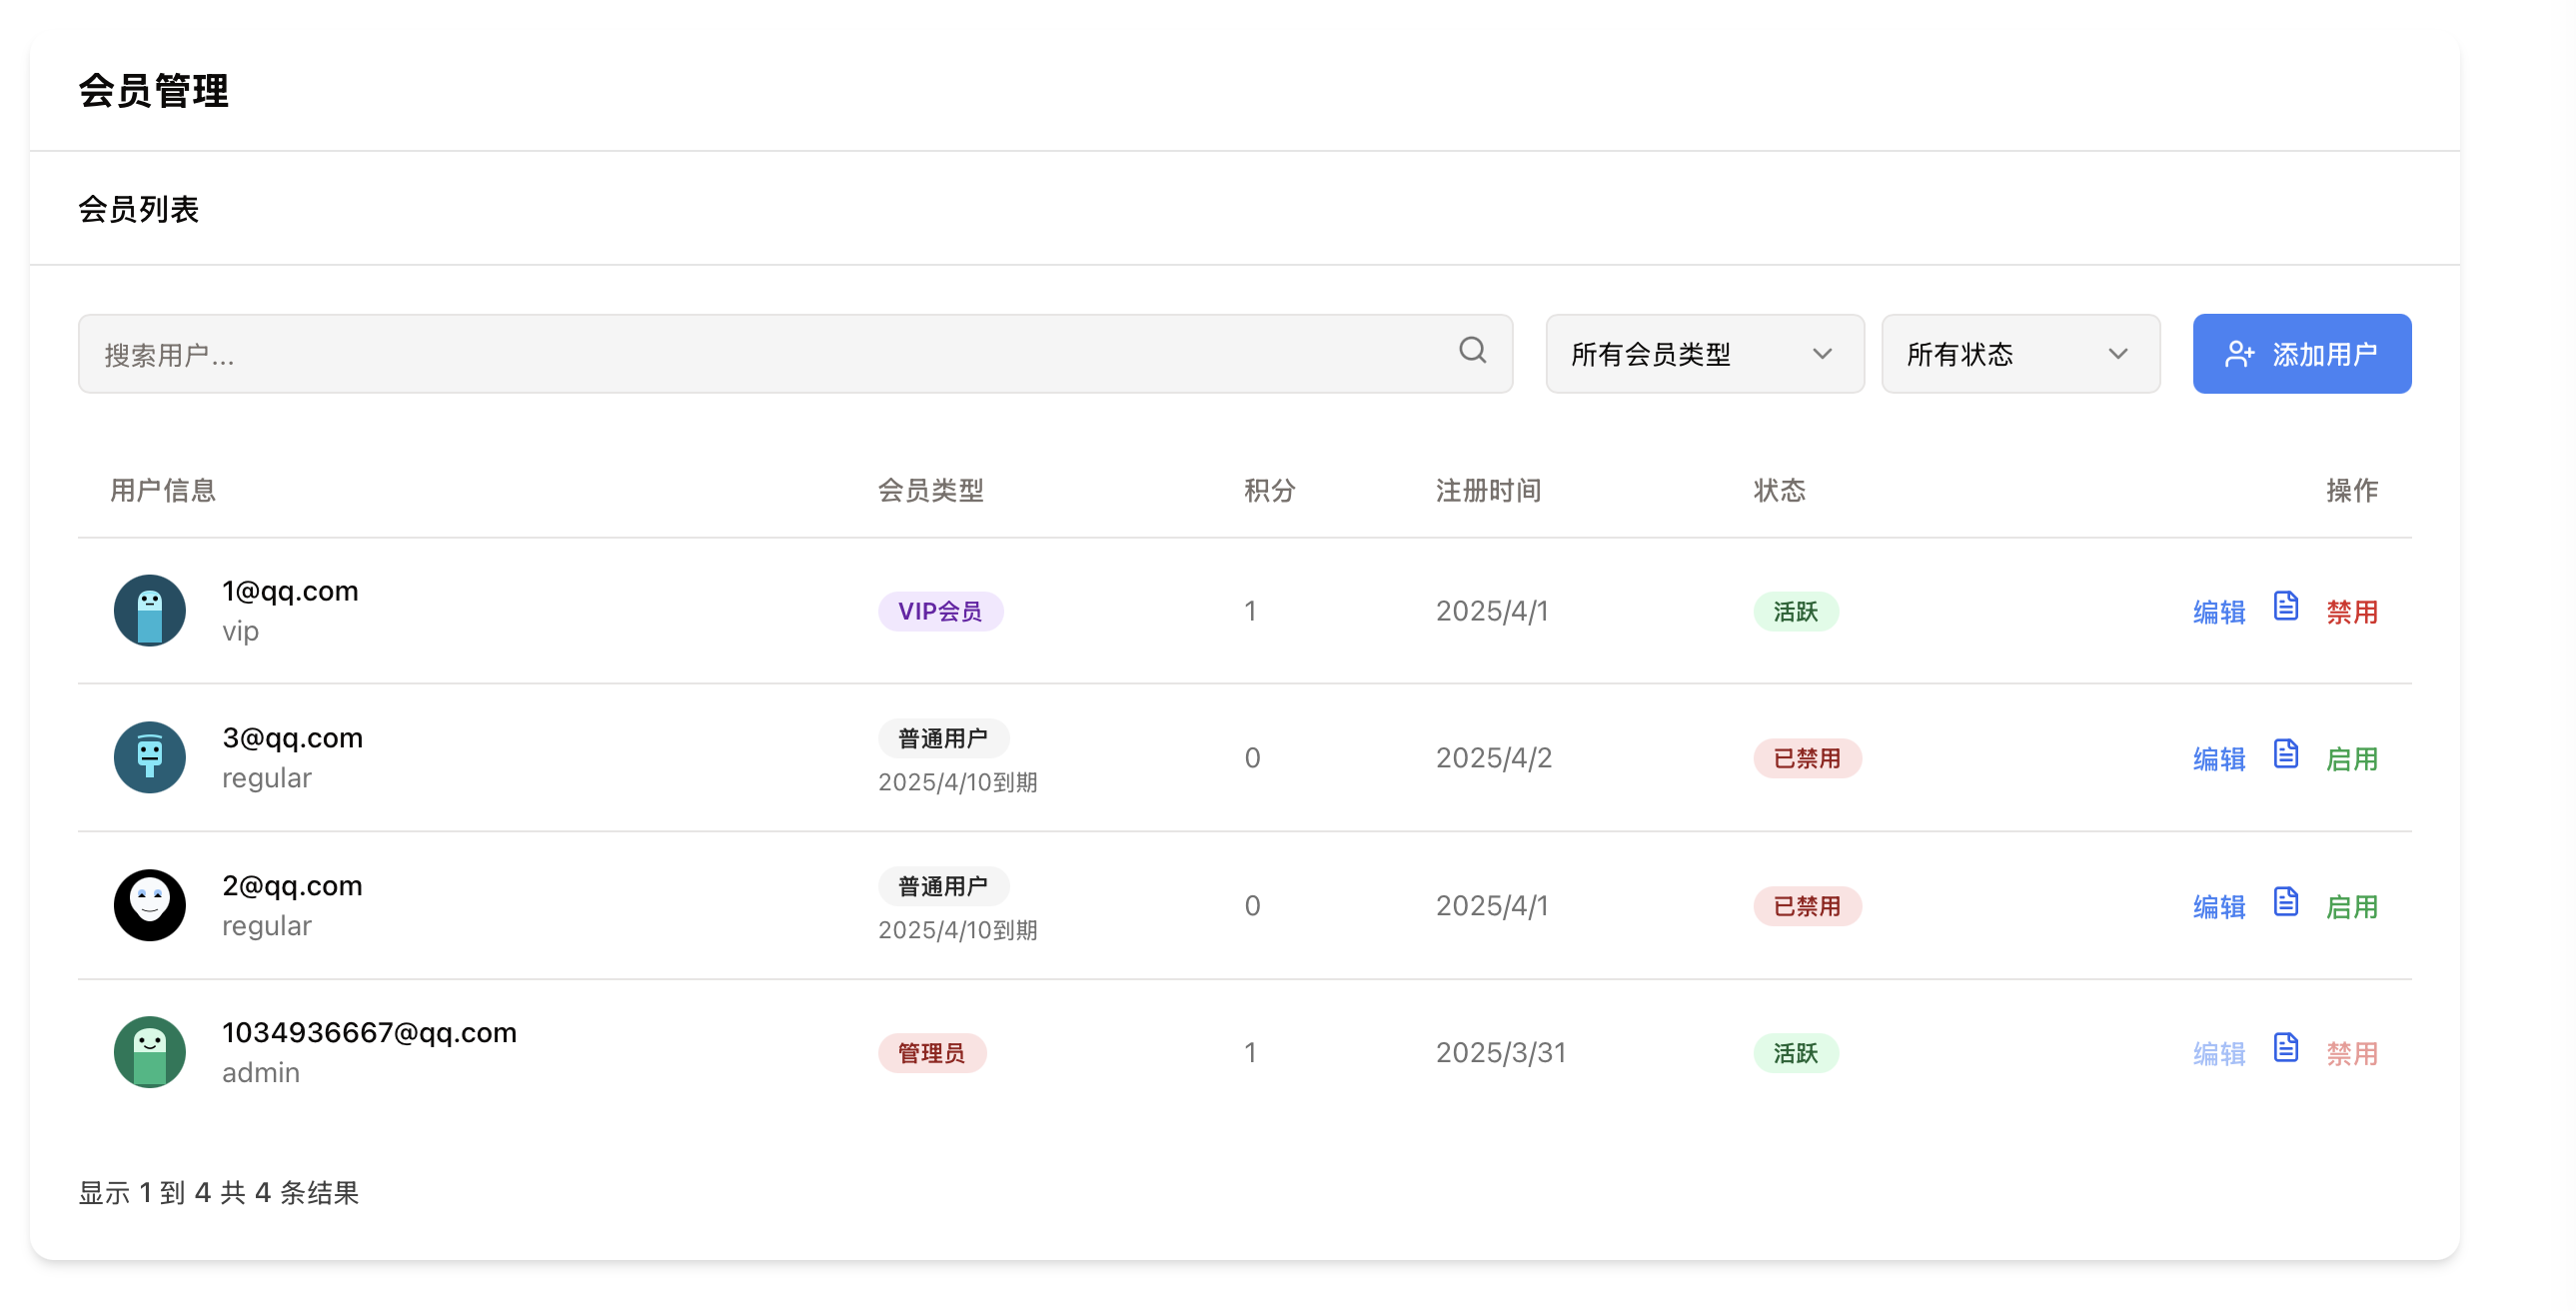 会员管理
会员列表
搜索用户...
所有会员类型
所有状态
添加用户
用户信息 会员类型 积分 注册时间 状态 操作
1@qq.com
vip
VIP会员
1
2025/4/1
活跃
编辑 禁用
3@qq.com
regular
普通用户
2025/4/10到期
0
2025/4/2
已禁用
编辑 启用
2@qq.com
regular
普通用户
2025/4/10到期
0
2025/4/1
已禁用
编辑 启用
1034936667@qq.com
admin
管理员
1
2025/3/31
活跃
编辑 禁用
显示 1 到 4 共 4 条结果